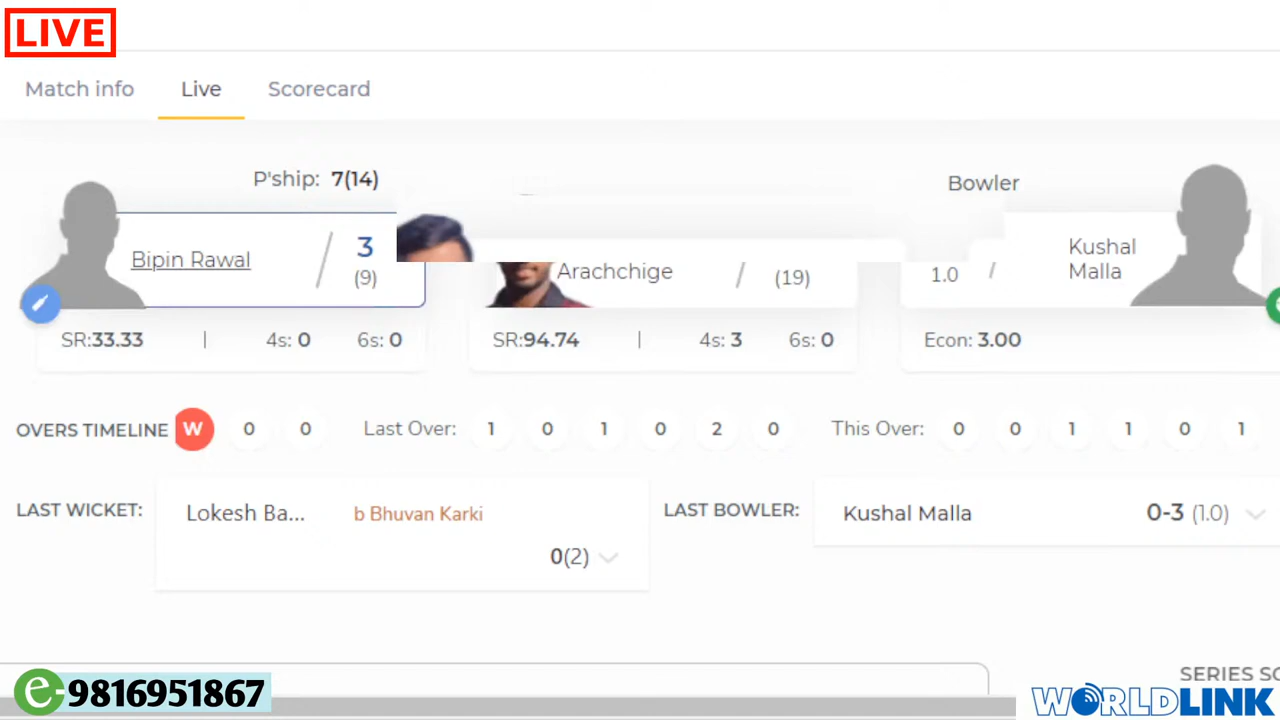 LIVE
Match info Live Scorecard
P'ship: 7(14) Bowler
Bipin Rawal 3 (9)
Arachchige (19)
1.0 / Kushal Malla
SR:33.33 | 4s: 0 6s: 0
SR:94.74 | 4s: 3 6s: 0
Econ: 3.00
OVERS TIMELINE W 0 0 Last Over: 1 0 1 0 2 0 This Over: 0 0 1 1 0 1
LAST WICKET: Lokesh Ba... b Bhuvan Karki 0(2)
LAST BOWLER: Kushal Malla 0-3 (1.0)
e-9816951867
WORLDLINK